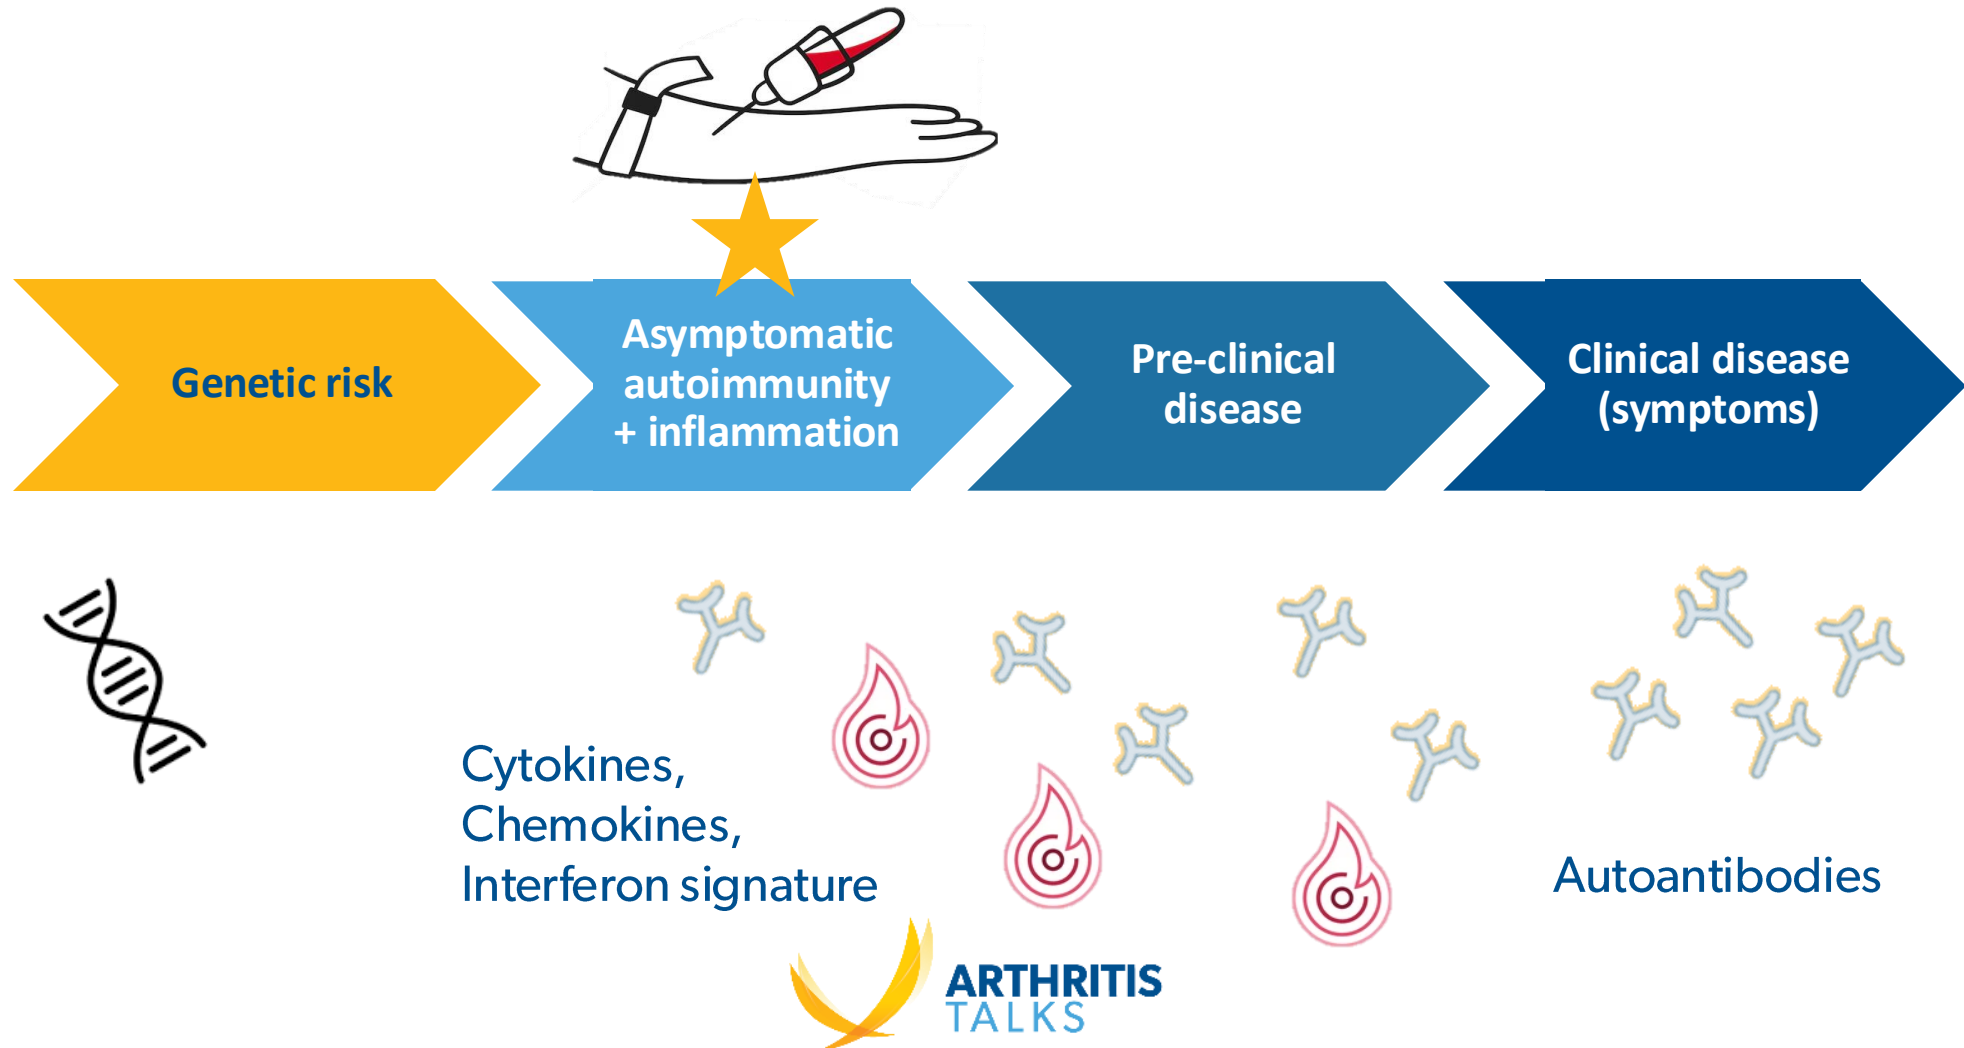 Genetic risk
Asymptomatic
autoimmunity
+ inflammation
Pre-clinical
disease
Clinical disease
(symptoms)
Cytokines,
Chemokines,
Interferon signature
Autoantibodies
ARTHRITIS
TALKS